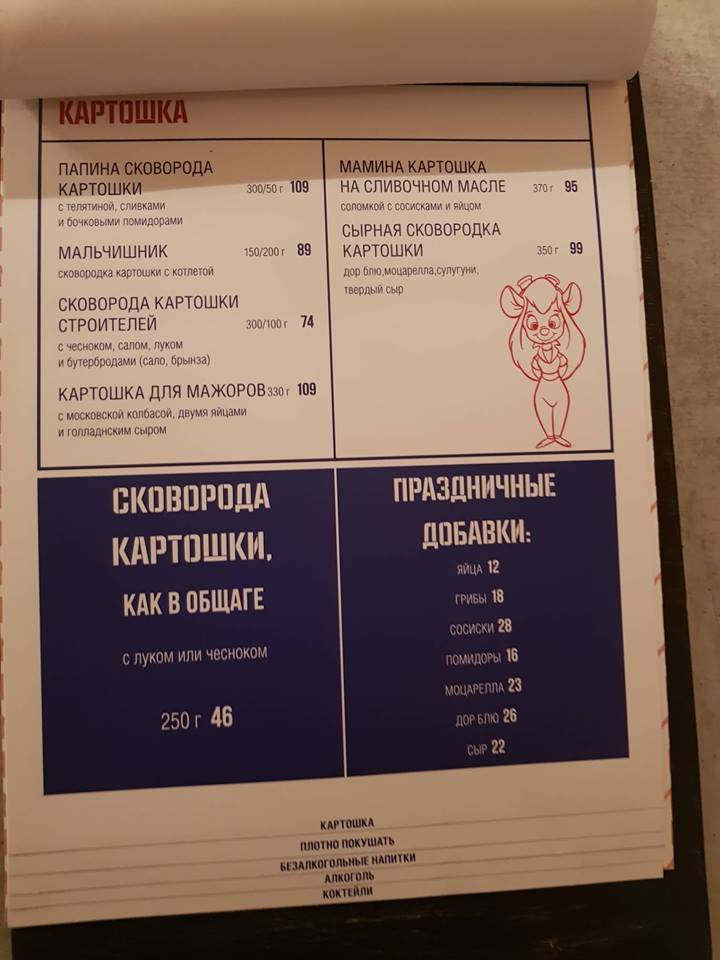 КАРТОШКА
ПАПИНА СКОВОРОДА
КАРТОШКИ 300/50 г 109
с телятиной, сливками
и бочковыми помидорами
МАЛЬЧИШНИК 150/200 г 89
сковородка картошки с котлетой
СКОВОРОДА КАРТОШКИ
СТРОИТЕЛЕЙ 300/100 г 74
с чесноком, салом, луком
и бутербродами (сало, брынза)
КАРТОШКА ДЛЯ МАЖОРОВ 330 г 109
с московской колбасой, двумя яйцами
и голладнским сыром
МАМИНА КАРТОШКА
НА СЛИВОЧНОМ МАСЛЕ 370 г 95
соломкой с сосисками и яйцом
СЫРНАЯ СКОВОРОДКА
КАРТОШКИ 350 г 99
дор блю,моцарелла,сулугуни,
твердый сыр
СКОВОРОДА
КАРТОШКИ,
КАК В ОБЩАГЕ
с луком или чесноком
250 г 46
ПРАЗДНИЧНЫЕ
ДОБАВКИ:
ЯЙЦА 12
ГРИБЫ 18
СОСИСКИ 28
ПОМИДОРЫ 16
МОЦАРЕЛЛА 23
ДОР БЛЮ 26
СЫР 22
КАРТОШКА
ПЛОТНО ПОКУШАТЬ
БЕЗАЛКОГОЛЬНЫЕ НАПИТКИ
АЛКОГОЛЬ
КОКТЕЙЛИ